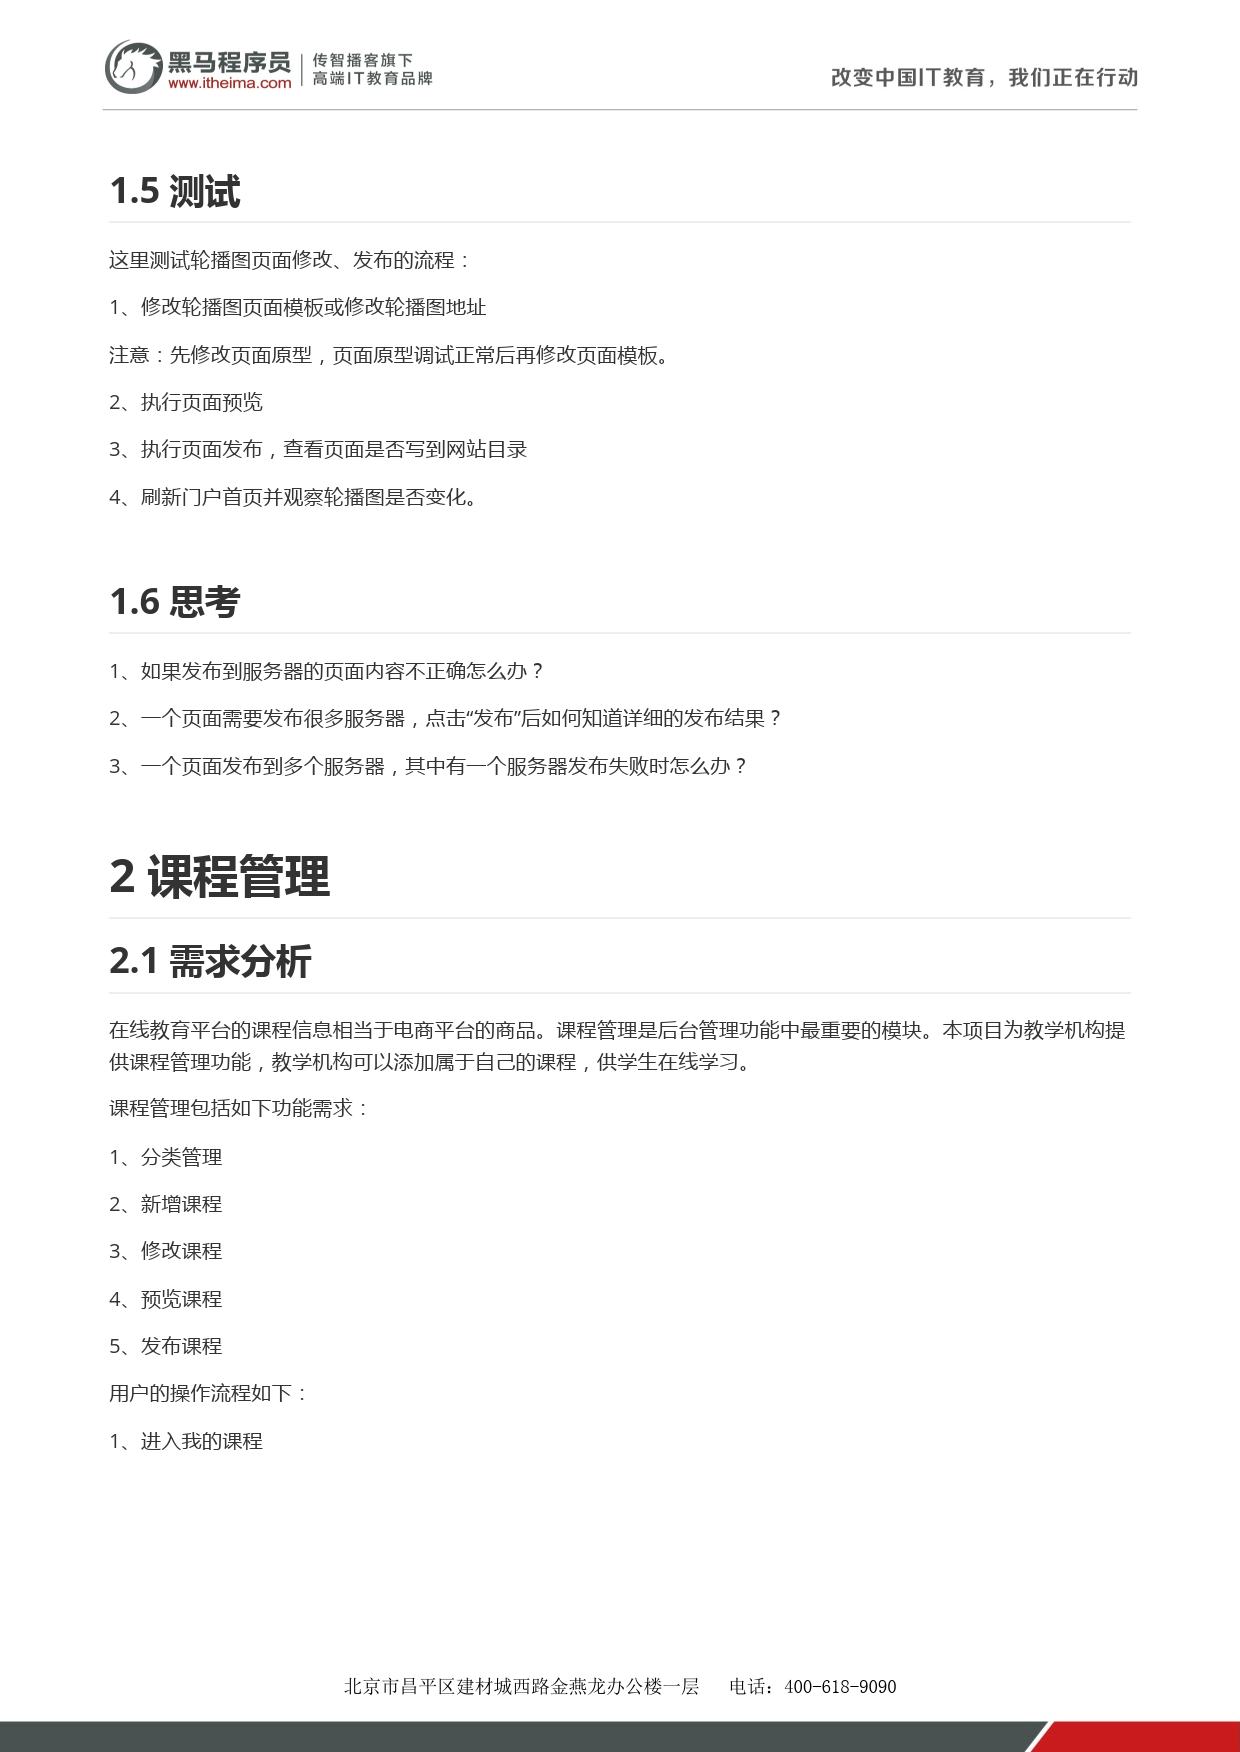 黑马程序员
www.itheima.com
传智播客旗下
高端IT教育品牌
改变中国IT教育，我们正在行动
1.5 测试
这里测试轮播图页面修改、发布的流程：
1、修改轮播图页面模板或修改轮播图地址
注意：先修改页面原型，页面原型调试正常后再修改页面模板。
2、执行页面预览
3、执行页面发布，查看页面是否写到网站目录
4、刷新门户首页并观察轮播图是否变化。
1.6 思考
1、如果发布到服务器的页面内容不正确怎么办？
2、一个页面需要发布很多服务器，点击“发布”后如何知道详细的发布结果？
3、一个页面发布到多个服务器，其中有一个服务器发布失败时怎么办？
2 课程管理
2.1 需求分析
在线教育平台的课程信息相当于电商平台的商品。课程管理是后台管理功能中最重要的模块。本项目为教学机构提
供课程管理功能，教学机构可以添加属于自己的课程，供学生在线学习。
课程管理包括如下功能需求：
1、分类管理
2、新增课程
3、修改课程
4、预览课程
5、发布课程
用户的操作流程如下：
1、进入我的课程
北京市昌平区建材城西路金燕龙办公楼一层 电话：400-618-9090